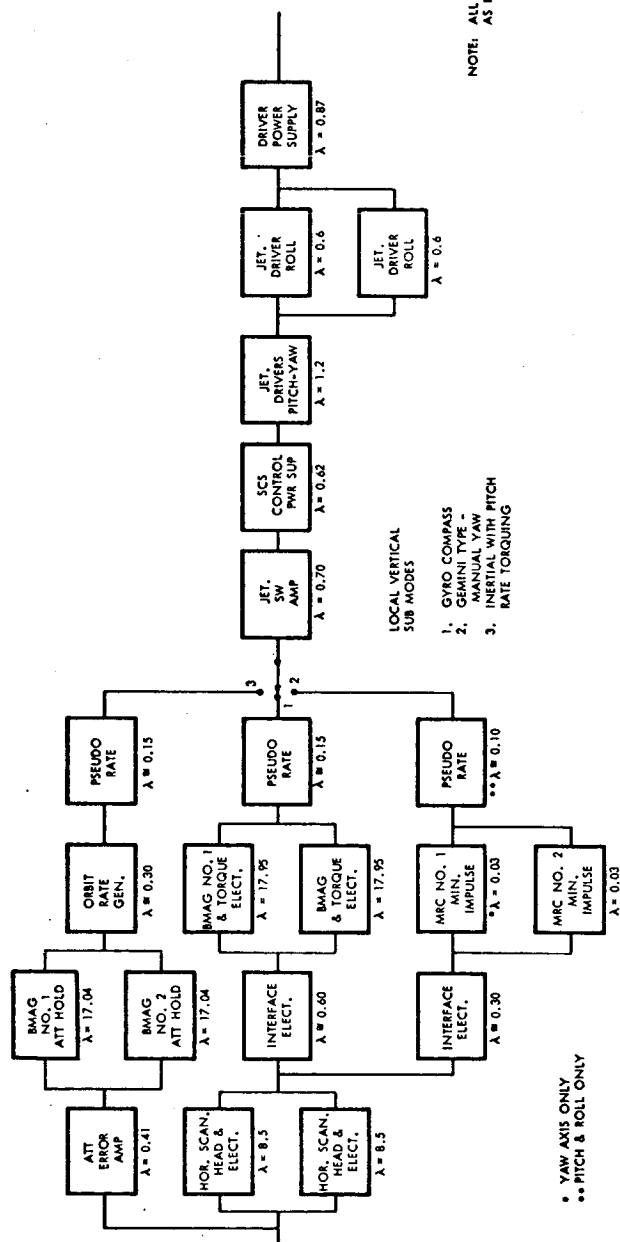 ATT
ERROR
AMP
λ = 0.41
BMAG
NO. 1
ATT HOLD
λ = 17.04
BMAG
NO. 2
ATT HOLD
λ = 17.04
ORBIT
RATE
GEN.
λ ≅ 0.30
PSEUDO
RATE
λ ≅ 0.15
3
HOR. SCAN.
HEAD &
ELECT.
λ = 8.5
HOR. SCAN.
HEAD &
ELECT.
λ = 8.5
INTERFACE
ELECT.
λ ≅ 0.60
BMAG NO. 1
& TORQUE
ELECT.
λ = 17.95
BMAG
& TORQUE
ELECT.
λ = 17.95
PSEUDO
RATE
λ ≅ 0.15
1
2
INTERFACE
ELECT.
λ ≅ 0.30
MRC NO. 1
MIN.
IMPULSE
*λ = 0.03
MRC NO. 2
MIN.
IMPULSE
λ = 0.03
PSEUDO
RATE
**λ ≅ 0.10
JET.
SW
AMP
λ = 0.70
SCS
CONTROL
PWR SUP
λ = 0.62
JET.
DRIVERS
PITCH-YAW
λ = 1.2
JET.
DRIVER
ROLL
λ = 0.6
JET.
DRIVER
ROLL
λ = 0.6
DRIVER
POWER
SUPPLY
λ = 0.87
LOCAL VERTICAL
SUB MODES
1. GYRO COMPASS
2. GEMINI TYPE -
MANUAL YAW
3. INERTIAL WITH PITCH
RATE TORQUING
* YAW AXIS ONLY
** PITCH & ROLL ONLY
NOTE: ALL
AS